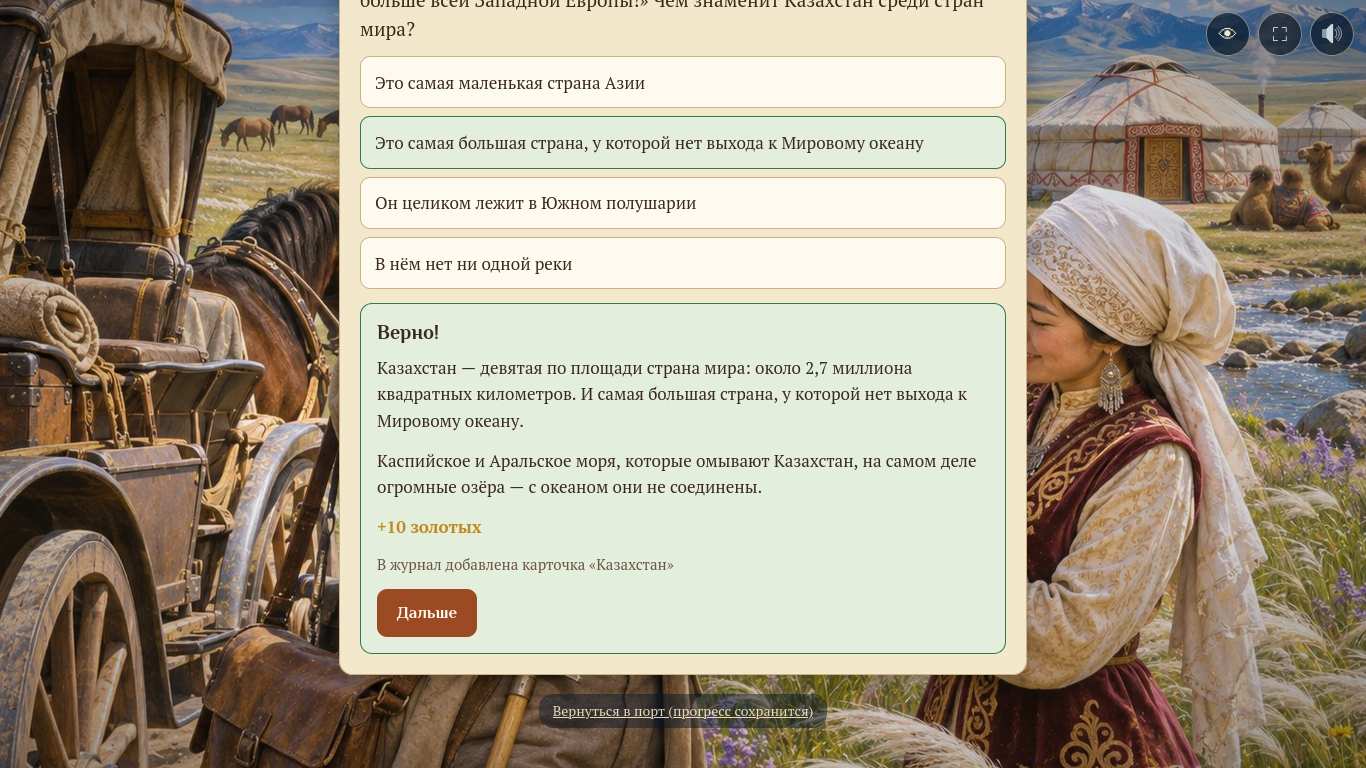 больше всей Западной Европы!» Чем знаменит Казахстан среди стран
мира?
Это самая маленькая страна Азии
Это самая большая страна, у которой нет выхода к Мировому океану
Он целиком лежит в Южном полушарии
В нём нет ни одной реки
Верно!
Казахстан — девятая по площади страна мира: около 2,7 миллиона
квадратных километров. И самая большая страна, у которой нет выхода к
Мировому океану.
Каспийское и Аральское моря, которые омывают Казахстан, на самом деле
огромные озёра — с океаном они не соединены.
+10 золотых
В журнал добавлена карточка «Казахстан»
Дальше
Вернуться в порт (прогресс сохранится)